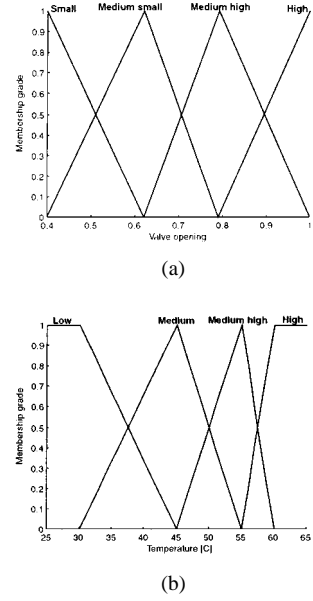 Small Medium small Medium high High
1
0.9
0.8
0.7
0.6
0.5
0.4
0.3
0.2
0.1
0
Membership grade
0.4 0.5 0.6 0.7 0.8 0.9 1
Valve opening
(a)
Low Medium Medium high High
1
0.9
0.8
0.7
0.6
0.5
0.4
0.3
0.2
0.1
0
Membership grade
25 30 35 40 45 50 55 60 65
Temperature [C]
(b)